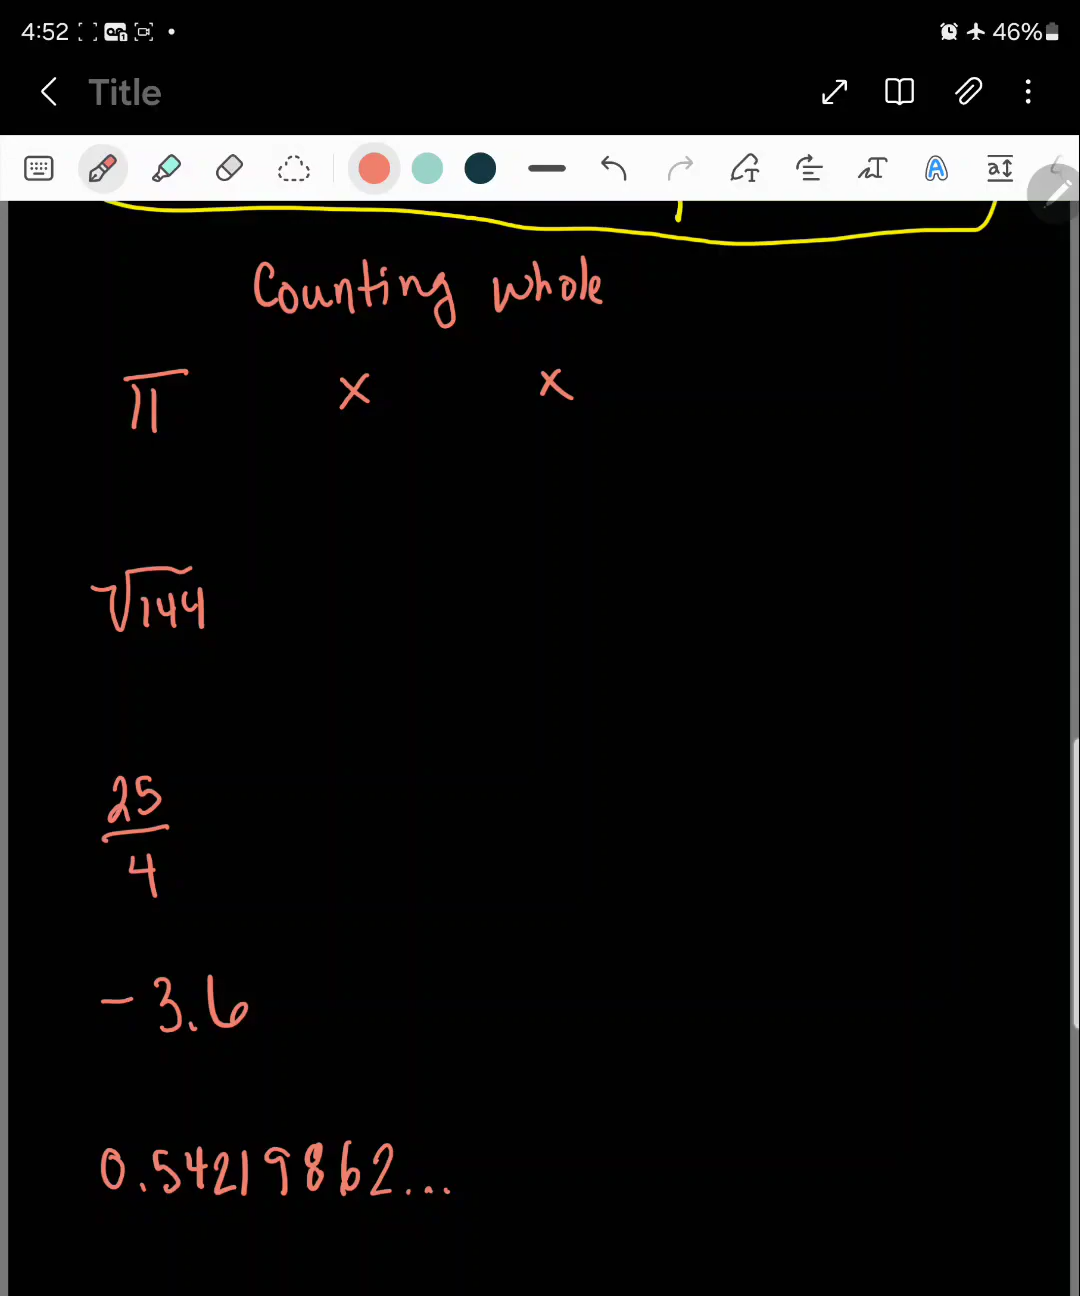 4:52 46%
Title
Counting whole
π x x
√144
25
4
- 3.6
0.54219862...